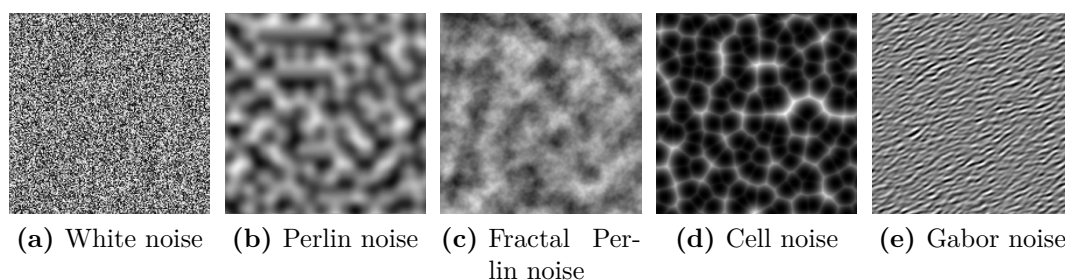 (a) White noise (b) Perlin noise (c) Fractal Per- (d) Cell noise (e) Gabor noise
lin noise